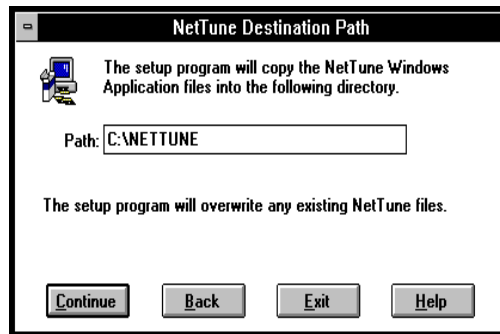 NetTune Destination Path
The setup program will copy the NetTune Windows
Application files into the following directory.
Path: C:\NETTUNE
The setup program will overwrite any existing NetTune files.
Continue Back Exit Help